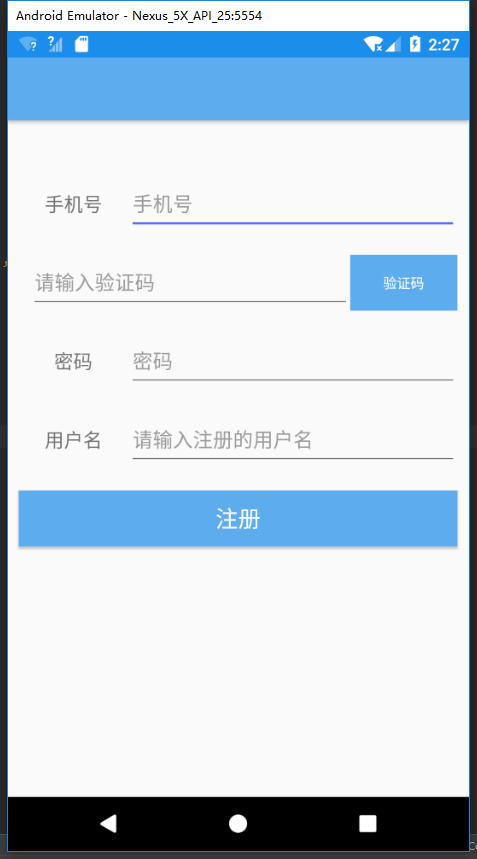 Android Emulator - Nexus_5X_API_25:5554
2:27
手机号 手机号
请输入验证码 验证码
密码 密码
用户名 请输入注册的用户名
注册